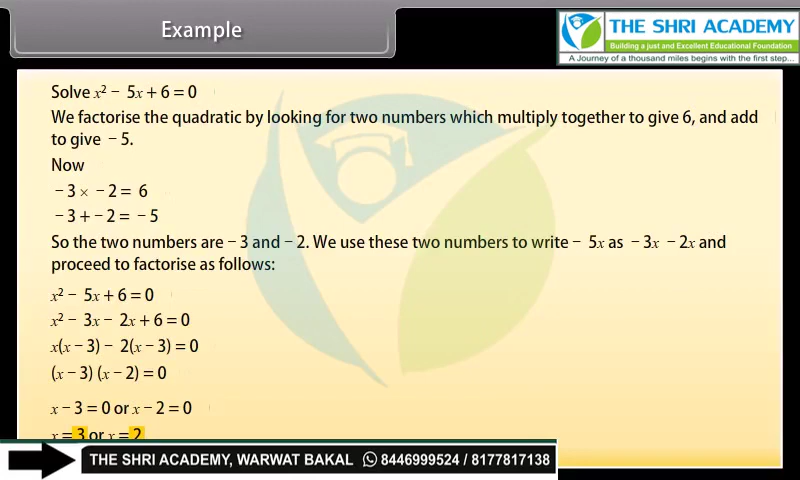 Example
THE SHRI ACADEMY
Building a just and Excellent Educational Foundation
A Journey of a thousand miles begins with the first step...
Solve x² − 5x + 6 = 0
We factorise the quadratic by looking for two numbers which multiply together to give 6, and add
to give − 5.
Now
− 3 × − 2 = 6
− 3 + − 2 = − 5
So the two numbers are − 3 and − 2. We use these two numbers to write − 5x as − 3x − 2x and
proceed to factorise as follows:
x² − 5x + 6 = 0
x² − 3x − 2x + 6 = 0
x(x − 3) − 2(x − 3) = 0
(x − 3) (x − 2) = 0
x − 3 = 0 or x − 2 = 0
x = 3 or x = 2
THE SHRI ACADEMY, WARWAT BAKAL 8446999524 / 8177817138